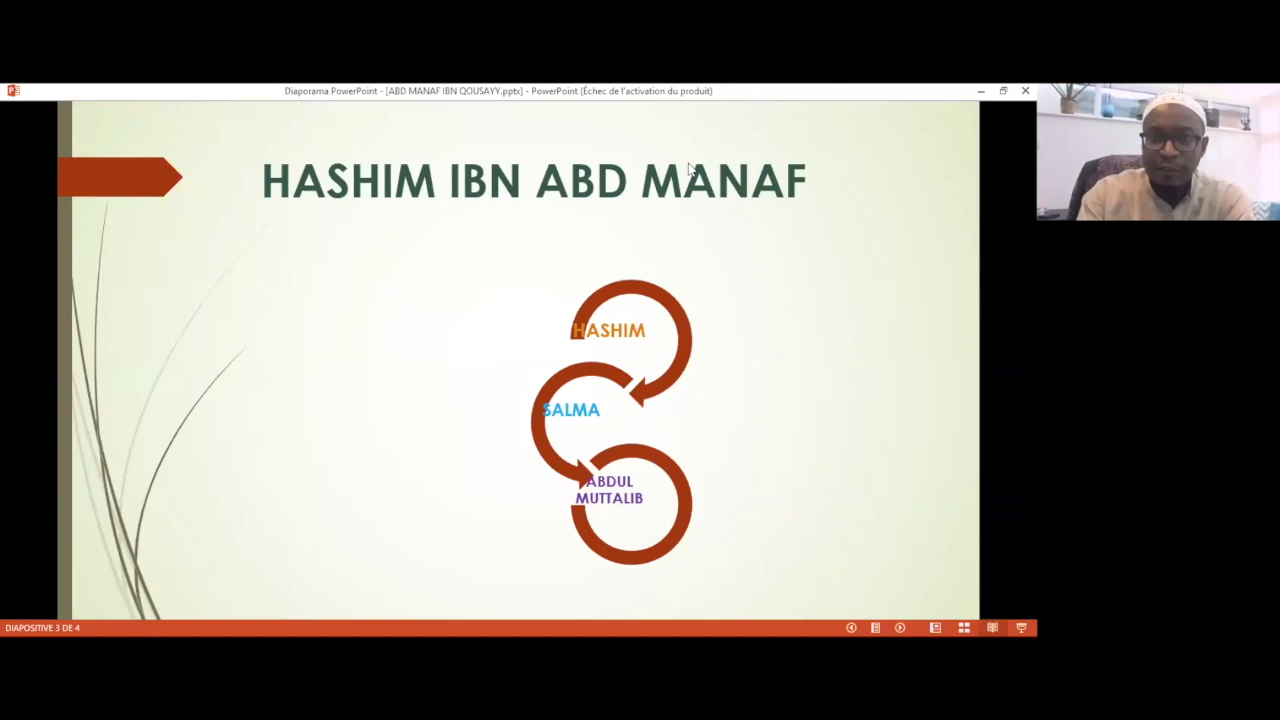 Diaporama PowerPoint - [ABD MANAF IBN QOUSAYY.pptx] - PowerPoint (Échec de l'activation du produit)
HASHIM IBN ABD MANAF
HASHIM
SALMA
ABDUL
MUTTALIB
DIAPOSITIVE 3 DE 4